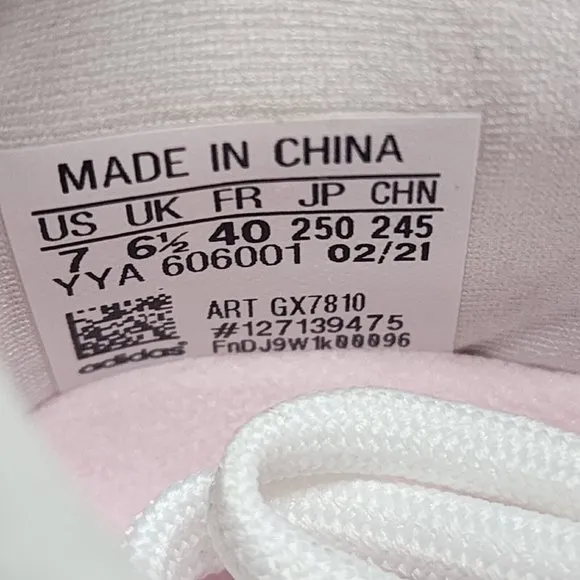 MADE IN CHINA
US UK FR JP CHN
7 6½ 40 250 245
YYA 606001 02/21
ART GX7810
#127139475
FnDJ9W1k00096
adidas